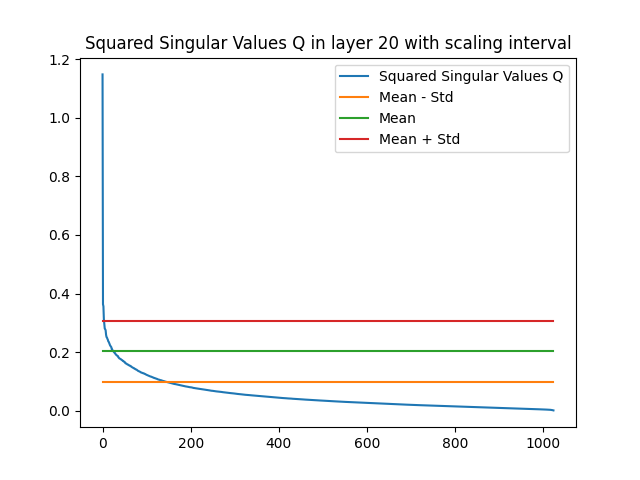 Squared Singular Values Q in layer 20 with scaling interval
Squared Singular Values Q
Mean - Std
Mean
Mean + Std
1.2
1.0
0.8
0.6
0.4
0.2
0.0
0
200
400
600
800
1000